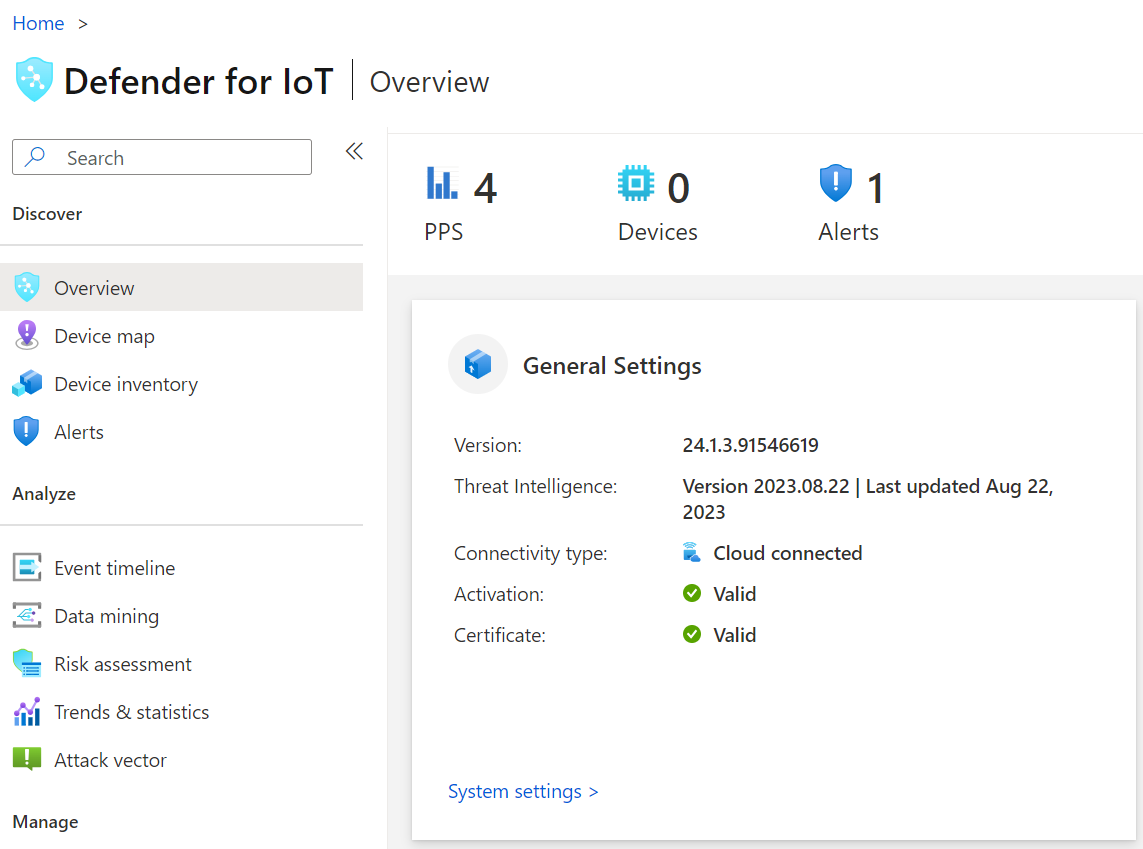 Home >
Defender for IoT | Overview
Search
Discover
Overview
Device map
Device inventory
Alerts
Analyze
Event timeline
Data mining
Risk assessment
Trends & statistics
Attack vector
Manage
4
PPS
0
Devices
1
Alerts
General Settings
Version: 24.1.3.91546619
Threat Intelligence: Version 2023.08.22 | Last updated Aug 22,
2023
Connectivity type: Cloud connected
Activation: Valid
Certificate: Valid
System settings >